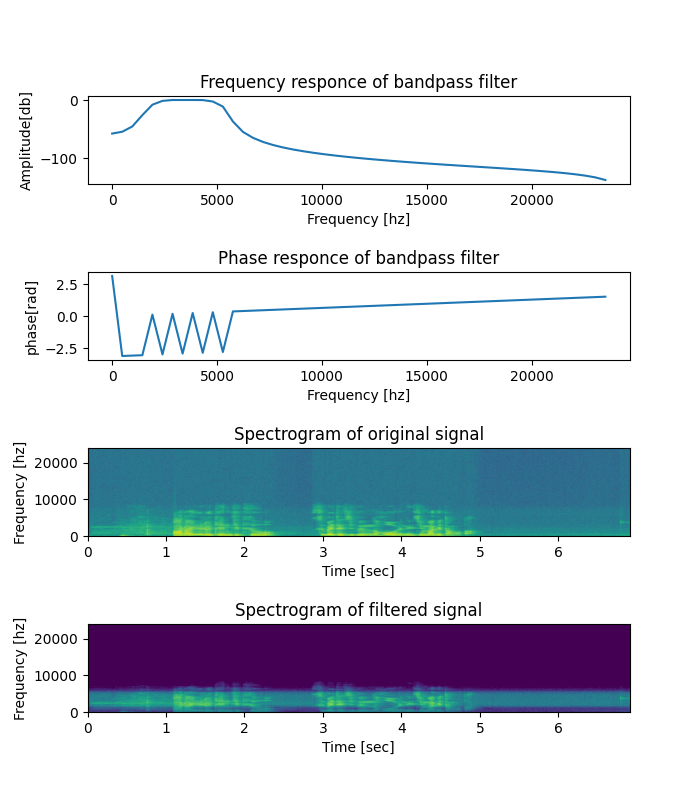 Frequency responce of bandpass filter
Amplitude[db]
0
−100
0 5000 10000 15000 20000
Frequency [hz]
Phase responce of bandpass filter
phase[rad]
2.5
0.0
−2.5
0 5000 10000 15000 20000
Frequency [hz]
Spectrogram of original signal
Frequency [hz]
20000
10000
0
0 1 2 3 4 5 6
Time [sec]
Spectrogram of filtered signal
Frequency [hz]
20000
10000
0
0 1 2 3 4 5 6
Time [sec]